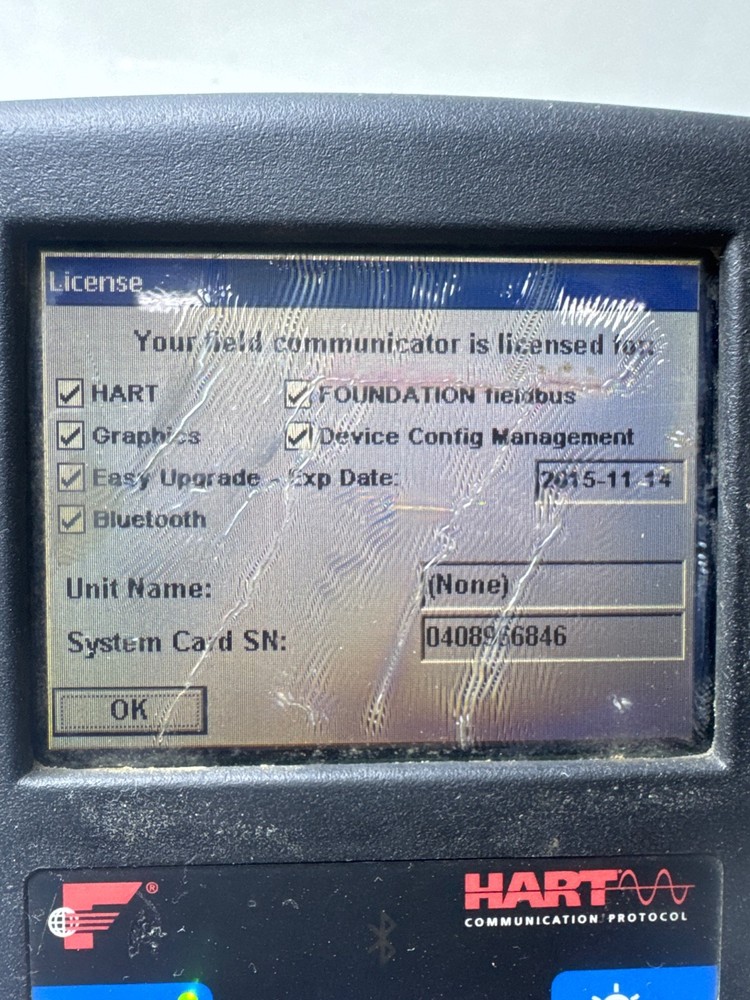 License
Your field communicator is licensed for:
HART FOUNDATION fieldbus
Graphics Device Config Management
Easy Upgrade - Exp Date: 2015-11-14
Bluetooth
Unit Name: (None)
System Card SN:
OK
F®
HART
COMMUNICATION PROTOCOL